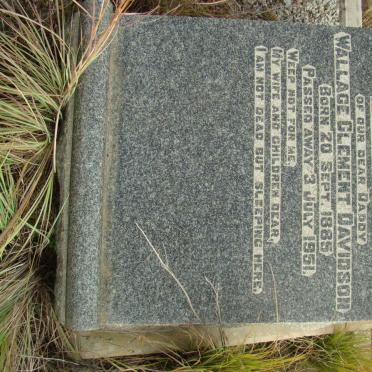 OF OUR DEAR DADDY
WALLACE CLEMENT DAVIDSON
BORN 20 SEPT 1885
PASSED AWAY 3 JULY 1951
WEEP NOT FOR ME,
MY WIFE AND CHILDREN DEAR,
I AM NOT DEAD BUT SLEEPING HERE.